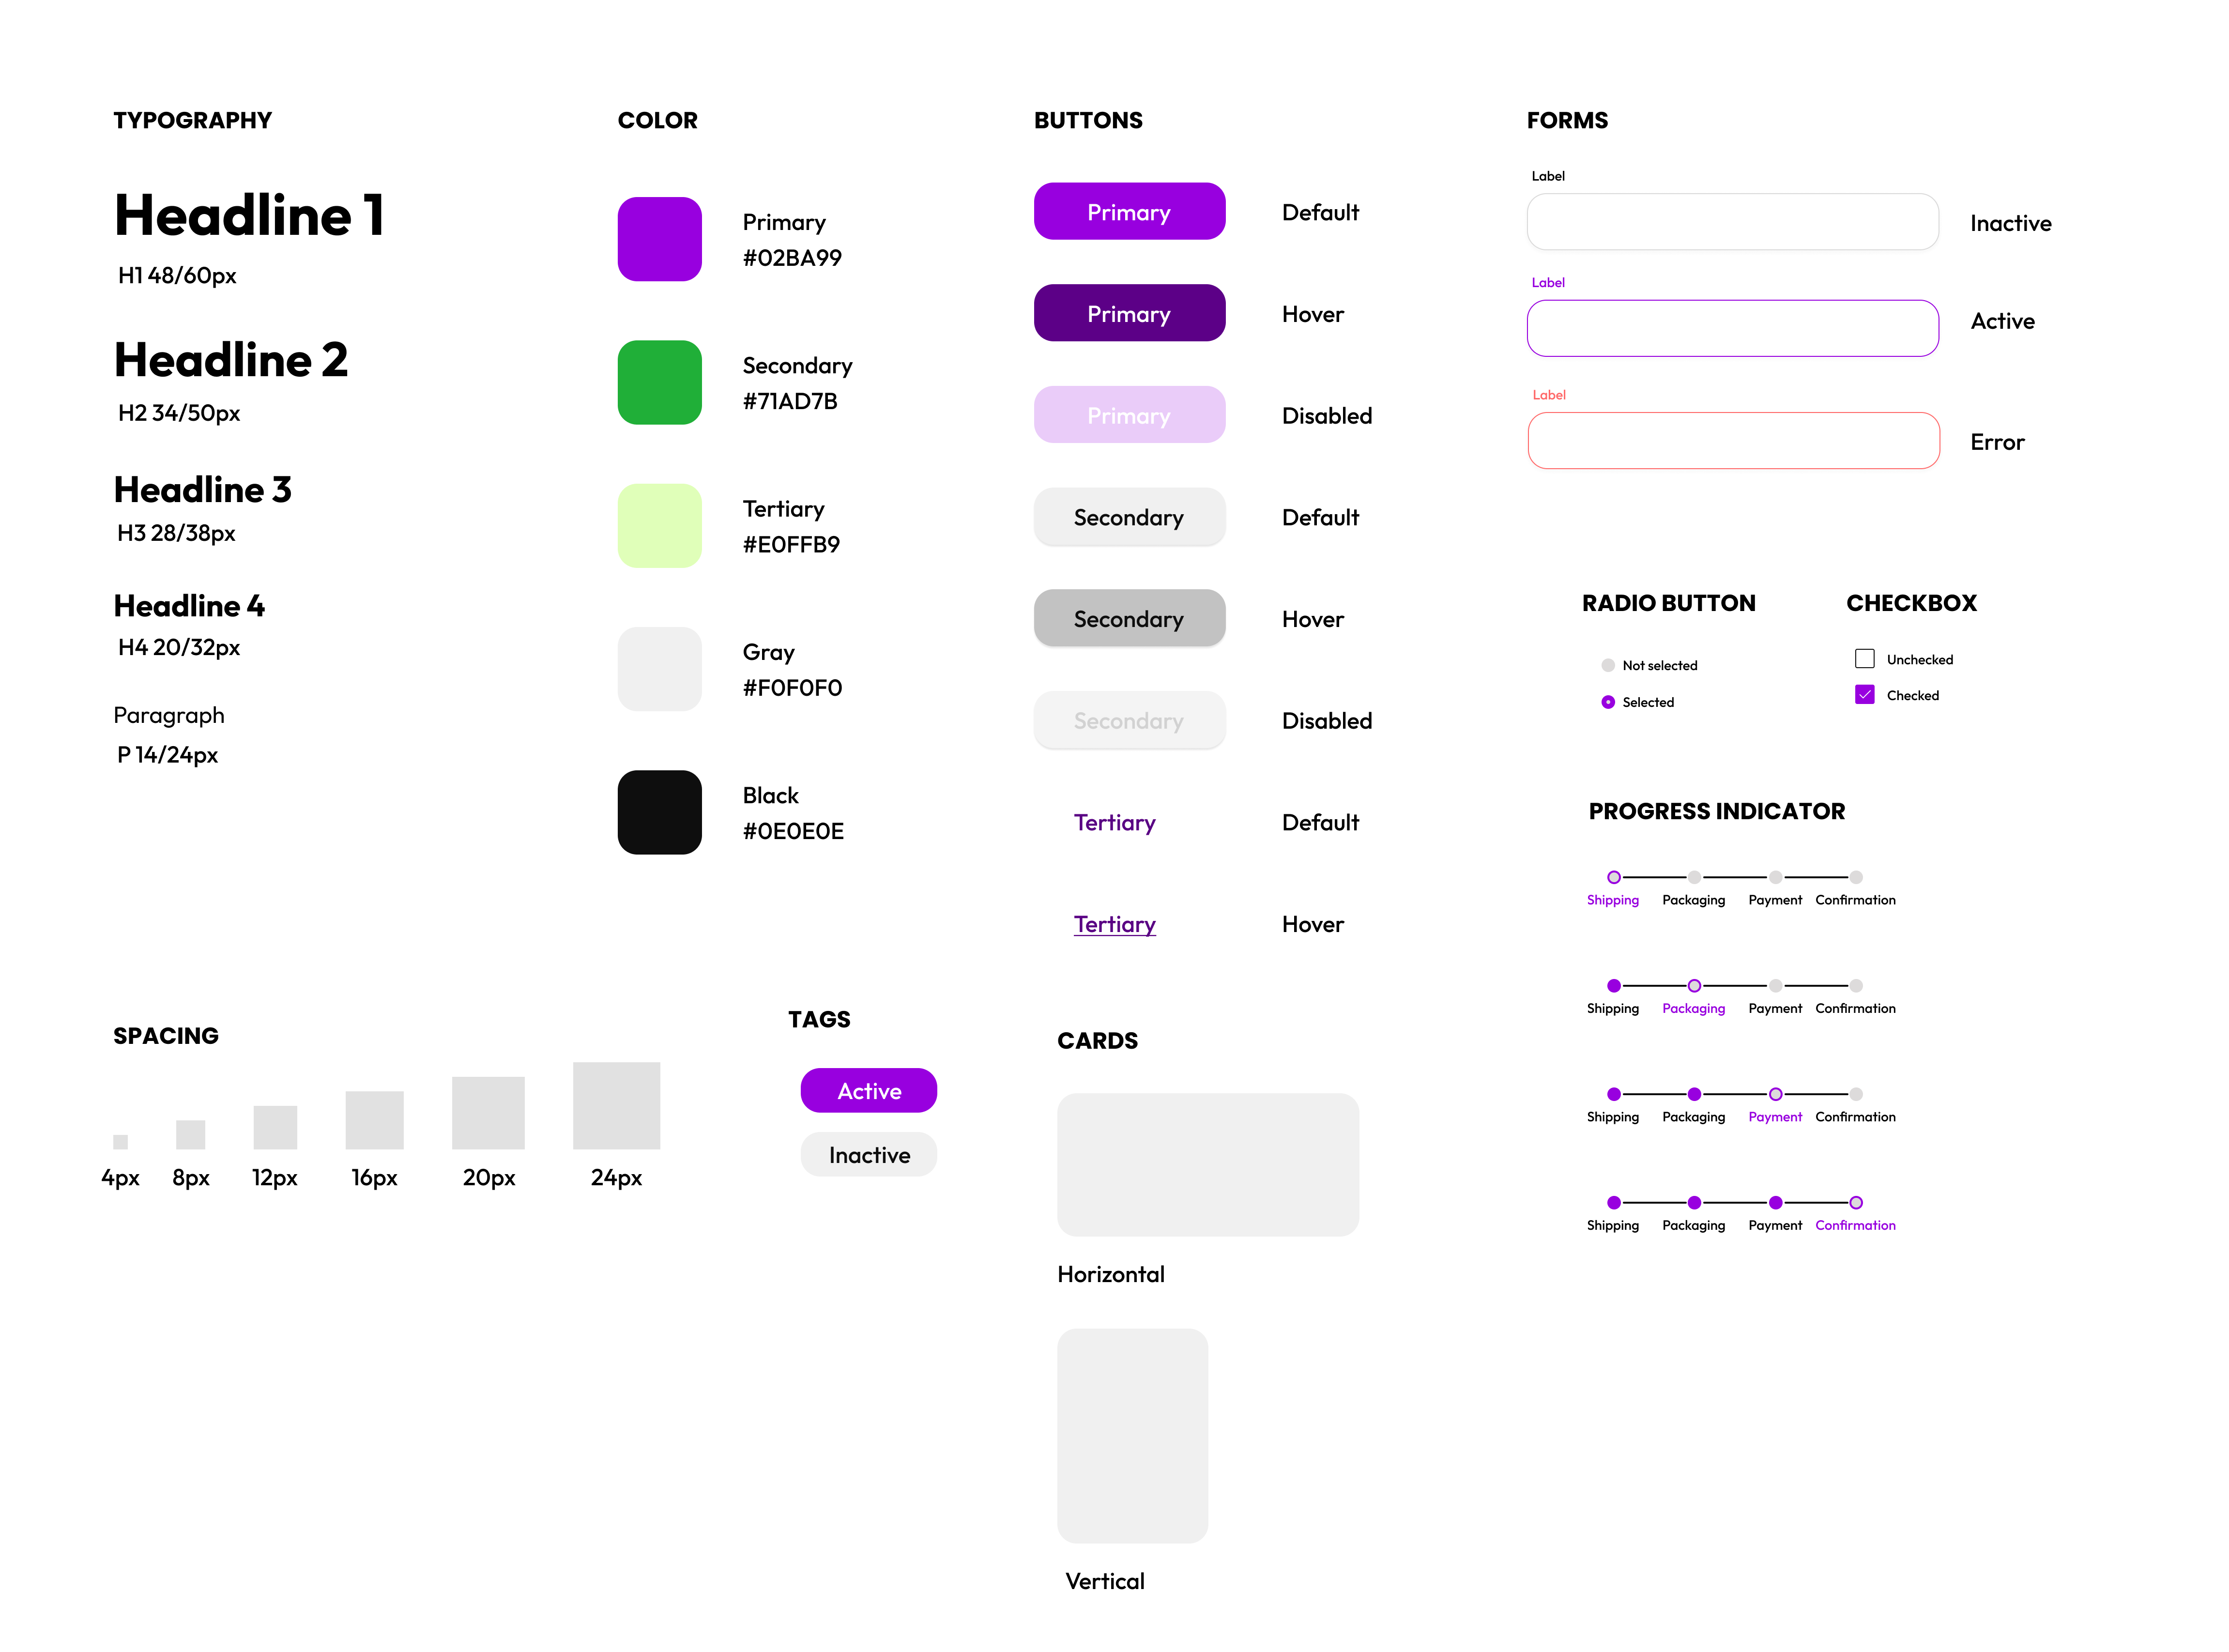 TYPOGRAPHY
Headline 1
H1 48/60px
Headline 2
H2 34/50px
Headline 3
H3 28/38px
Headline 4
H4 20/32px
Paragraph
P 14/24px
COLOR
Primary
#02BA99
Secondary
#71AD7B
Tertiary
#E0FFB9
Gray
#F0F0F0
Black
#0E0E0E
BUTTONS
Primary Default
Primary Hover
Primary Disabled
Secondary Default
Secondary Hover
Secondary Disabled
Tertiary Default
Tertiary Hover
FORMS
Label
Inactive
Label
Active
Label
Error
RADIO BUTTON
Not selected
Selected
CHECKBOX
Unchecked
Checked
PROGRESS INDICATOR
Shipping Packaging Payment Confirmation
Shipping Packaging Payment Confirmation
Shipping Packaging Payment Confirmation
Shipping Packaging Payment Confirmation
SPACING
4px 8px 12px 16px 20px 24px
TAGS
Active
Inactive
CARDS
Horizontal
Vertical